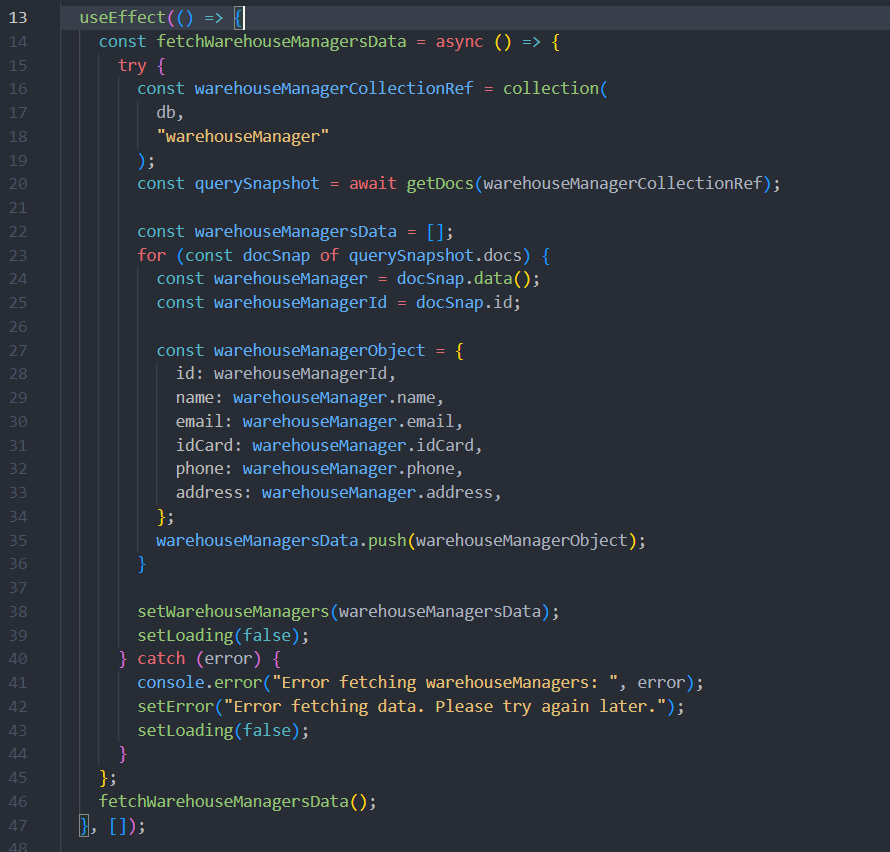 13 useEffect(() => {
14 const fetchWarehouseManagersData = async () => {
15 try {
16 const warehouseManagerCollectionRef = collection(
17 db,
18 "warehouseManager"
19 );
20 const querySnapshot = await getDocs(warehouseManagerCollectionRef);
21
22 const warehouseManagersData = [];
23 for (const docSnap of querySnapshot.docs) {
24 const warehouseManager = docSnap.data();
25 const warehouseManagerId = docSnap.id;
26
27 const warehouseManagerObject = {
28 id: warehouseManagerId,
29 name: warehouseManager.name,
30 email: warehouseManager.email,
31 idCard: warehouseManager.idCard,
32 phone: warehouseManager.phone,
33 address: warehouseManager.address,
34 };
35 warehouseManagersData.push(warehouseManagerObject);
36 }
37
38 setWarehouseManagers(warehouseManagersData);
39 setLoading(false);
40 } catch (error) {
41 console.error("Error fetching warehouseManagers: ", error);
42 setError("Error fetching data. Please try again later.");
43 setLoading(false);
44 }
45 };
46 fetchWarehouseManagersData();
47 }, []);
48